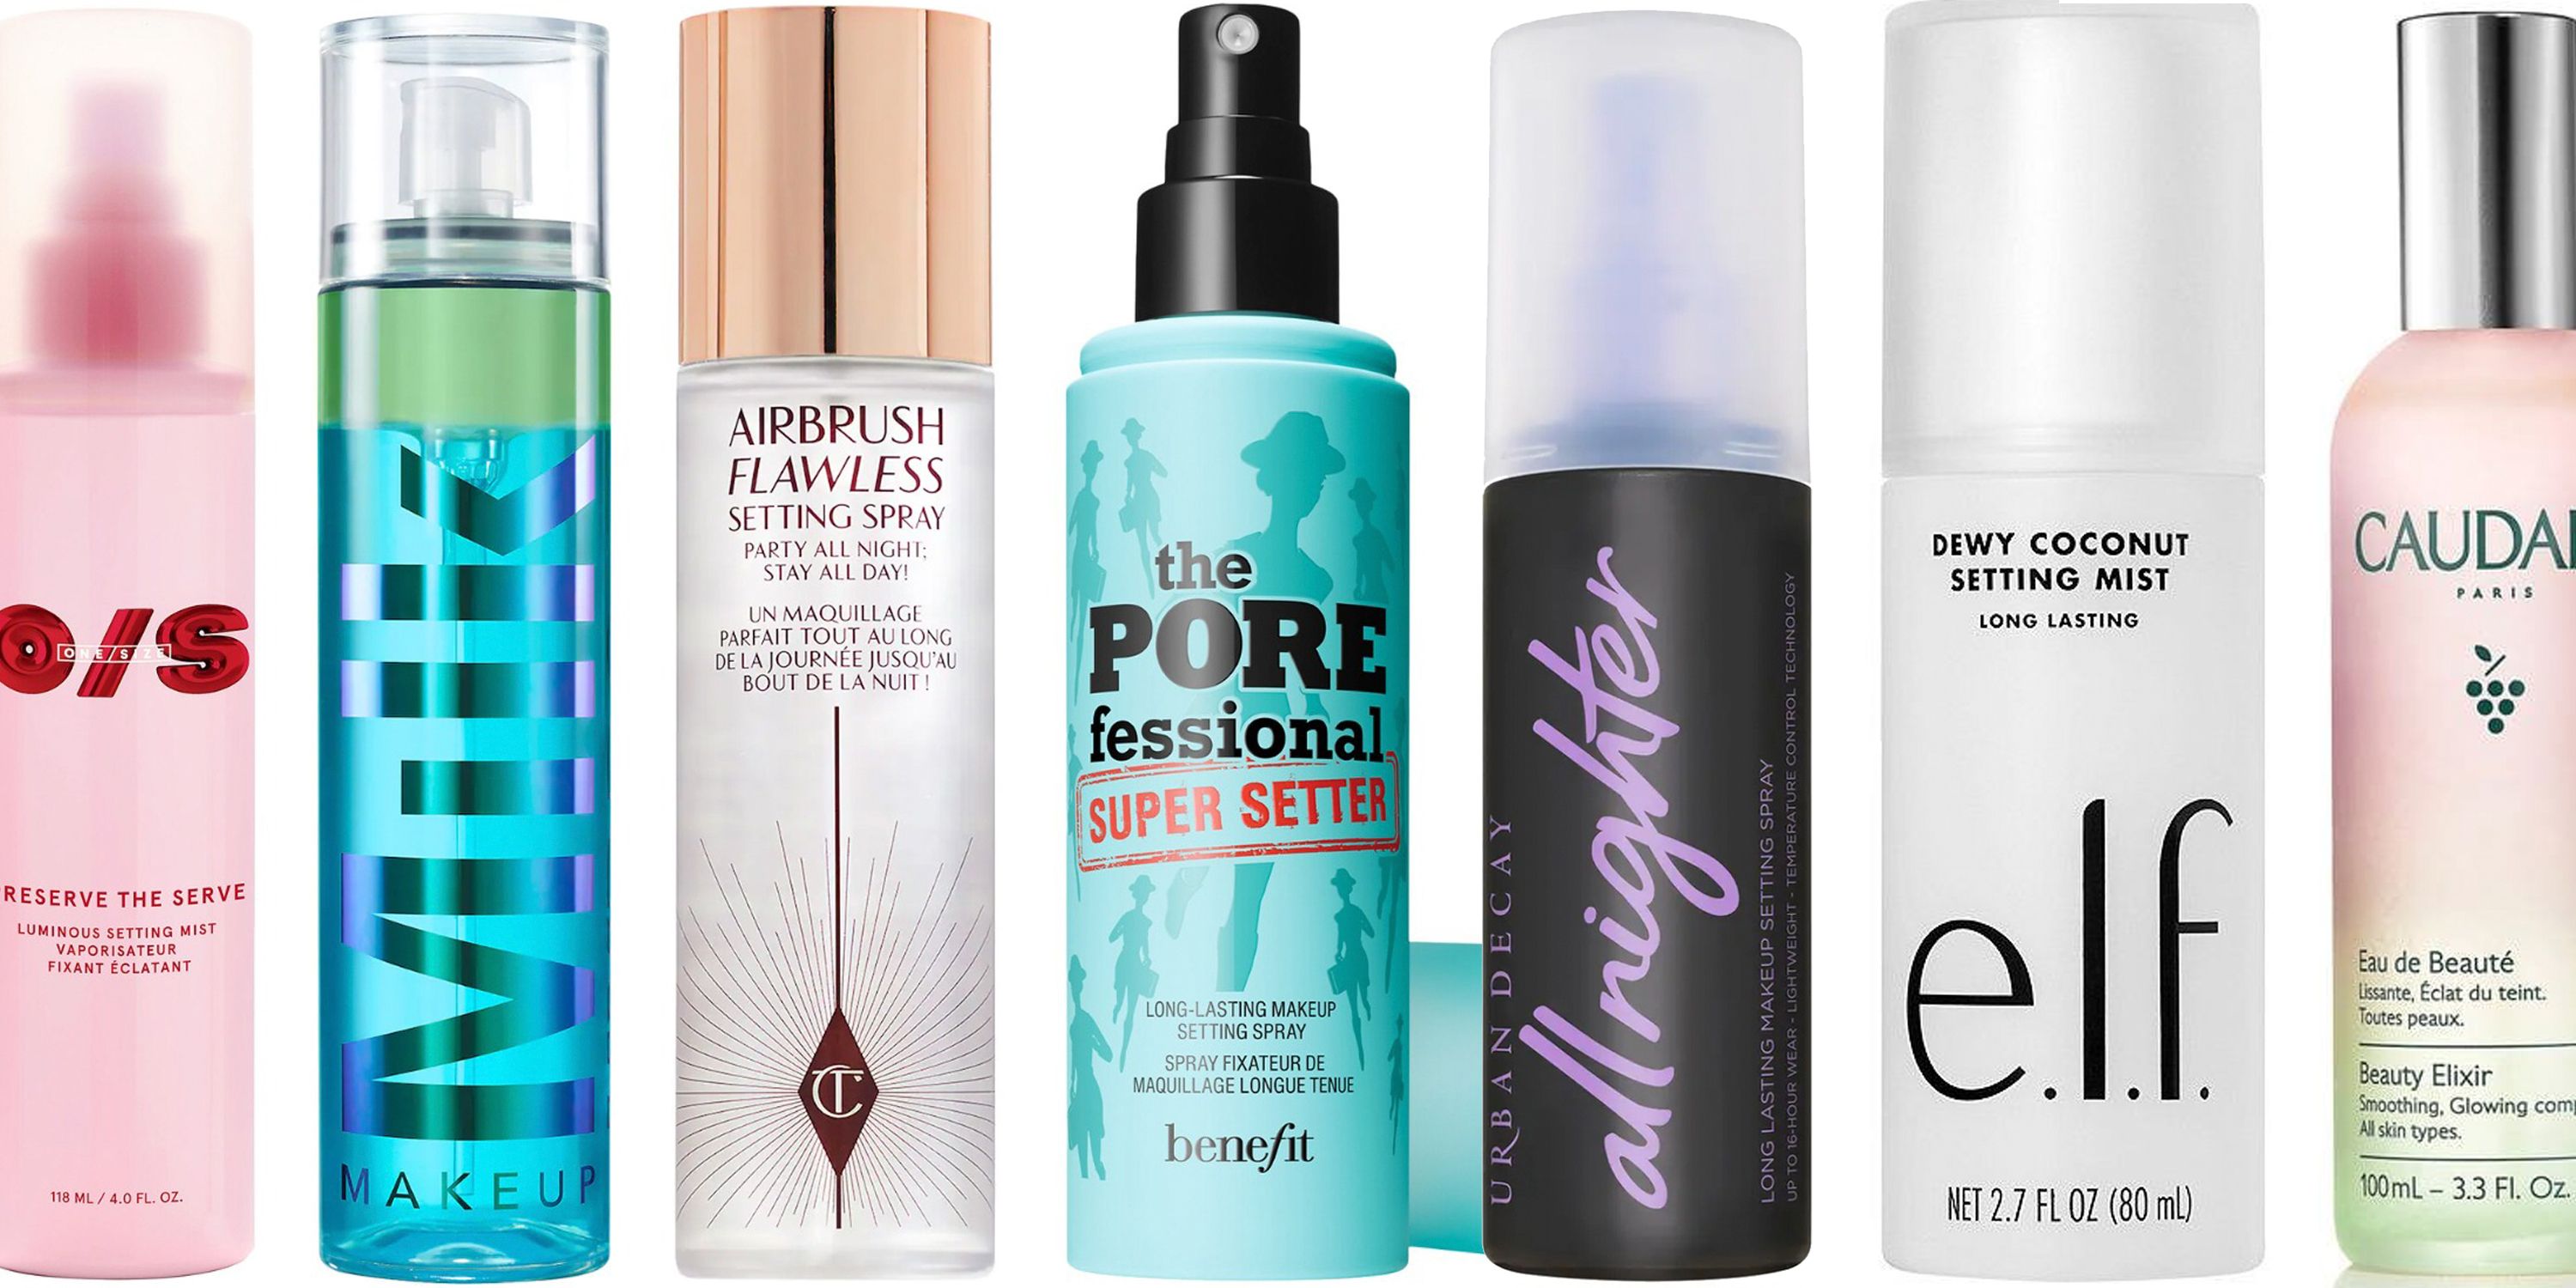 O/S
ONE/SIZE
RESERVE THE SERVE
LUMINOUS SETTING MIST
VAPORISATEUR
FIXANT ÉCLATANT
118 ML / 4.0 FL. OZ.
MILK
MAKEUP
AIRBRUSH
FLAWLESS
SETTING SPRAY
PARTY ALL NIGHT;
STAY ALL DAY!
UN MAQUILLAGE
PARFAIT TOUT AU LONG
DE LA JOURNÉE JUSQU'AU
BOUT DE LA NUIT !
CT
the
PORE
fessional
SUPER SETTER
LONG-LASTING MAKEUP
SETTING SPRAY
SPRAY FIXATEUR DE
MAQUILLAGE LONGUE TENUE
benefit
URBAN DECAY
all nighter
LONG LASTING MAKEUP SETTING SPRAY
UP TO 16-HOUR WEAR - LIGHTWEIGHT - TEMPERATURE CONTROL TECHNOLOGY
DEWY COCONUT
SETTING MIST
LONG LASTING
e.l.f.
NET 2.7 FL OZ (80 mL)
CAUDAL
PARIS
Eau de Beauté
Lissante, Éclat du teint.
Toutes peaux.
Beauty Elixir
Smoothing, Glowing com
All skin types.
100mL – 3.3 Fl. Oz.